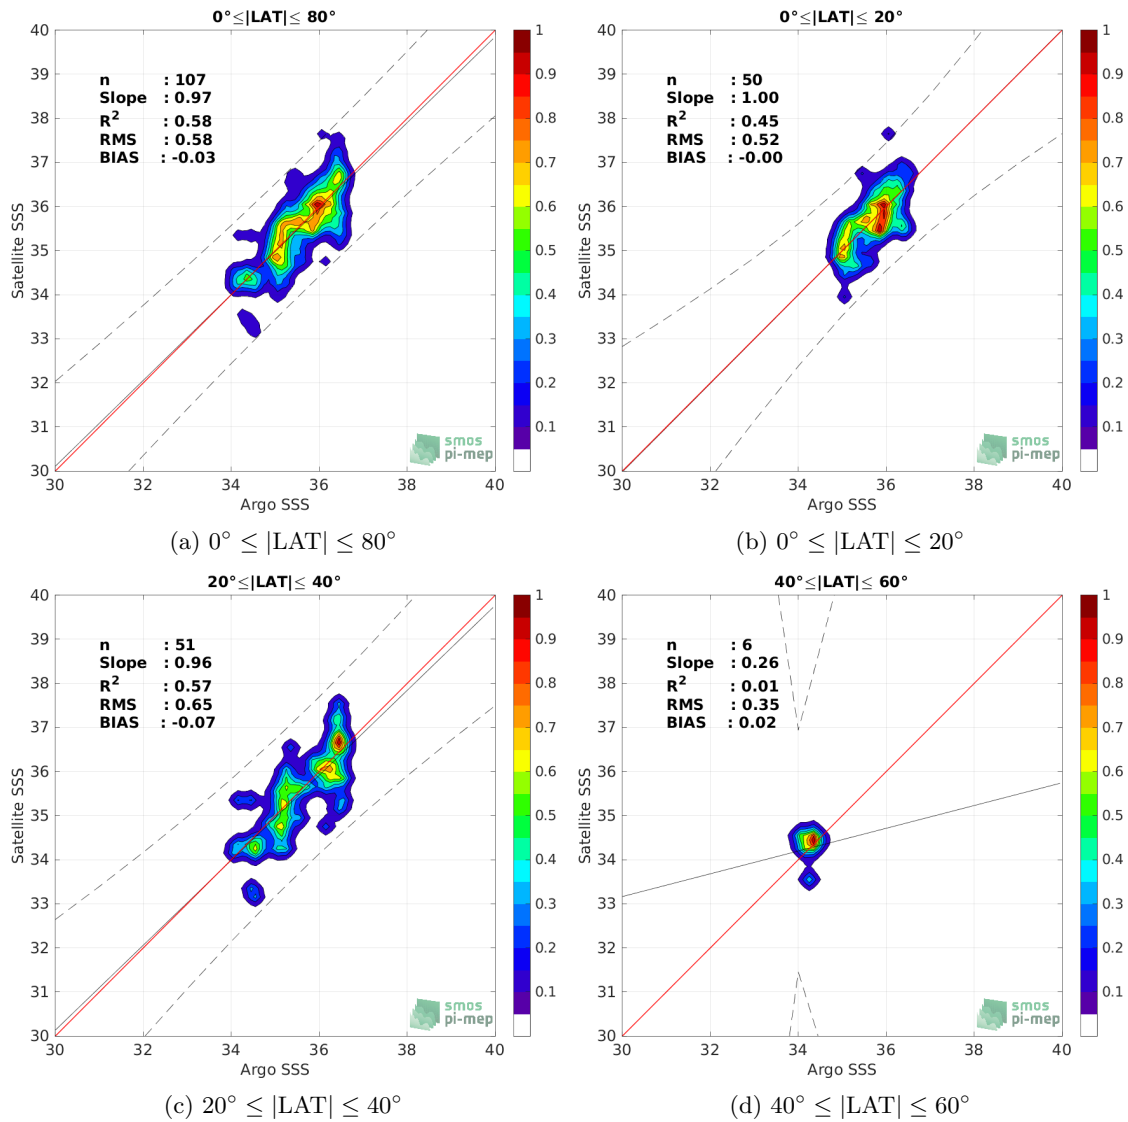 0°≤|LAT|≤ 80°
40
39
38
37
36
35
34
33
32
31
30
Satellite SSS
n : 107
Slope : 0.97
R² : 0.58
RMS : 0.58
BIAS : -0.03
smos
pi-mep
30 32 34 36 38 40
Argo SSS
1
0.9
0.8
0.7
0.6
0.5
0.4
0.3
0.2
0.1
(a) 0° ≤ |LAT| ≤ 80°
0°≤|LAT|≤ 20°
40
39
38
37
36
35
34
33
32
31
30
Satellite SSS
n : 50
Slope : 1.00
R² : 0.45
RMS : 0.52
BIAS : -0.00
smos
pi-mep
30 32 34 36 38 40
Argo SSS
1
0.9
0.8
0.7
0.6
0.5
0.4
0.3
0.2
0.1
(b) 0° ≤ |LAT| ≤ 20°
20°≤|LAT|≤ 40°
40
39
38
37
36
35
34
33
32
31
30
Satellite SSS
n : 51
Slope : 0.96
R² : 0.57
RMS : 0.65
BIAS : -0.07
smos
pi-mep
30 32 34 36 38 40
Argo SSS
1
0.9
0.8
0.7
0.6
0.5
0.4
0.3
0.2
0.1
(c) 20° ≤ |LAT| ≤ 40°
40°≤|LAT|≤ 60°
40
39
38
37
36
35
34
33
32
31
30
Satellite SSS
n : 6
Slope : 0.26
R² : 0.01
RMS : 0.35
BIAS : 0.02
smos
pi-mep
30 32 34 36 38 40
Argo SSS
1
0.9
0.8
0.7
0.6
0.5
0.4
0.3
0.2
0.1
(d) 40° ≤ |LAT| ≤ 60°